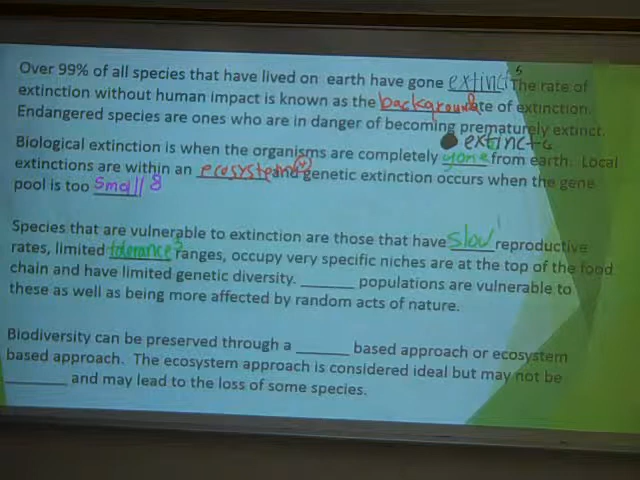 Over 99% of all species that have lived on earth have gone extinct 5 The rate of
extinction without human impact is known as the background rate of extinction.
Endangered species are ones who are in danger of becoming prematurely extinct.
extinct
Biological extinction is when the organisms are completely gone from earth. Local
extinctions are within an ecosystem and genetic extinction occurs when the gene
pool is too small 8
Species that are vulnerable to extinction are those that have slow reproductive
rates, limited tolerance ranges, occupy very specific niches are at the top of the food
chain and have limited genetic diversity. ______ populations are vulnerable to
these as well as being more affected by random acts of nature.
Biodiversity can be preserved through a ______ based approach or ecosystem
based approach. The ecosystem approach is considered ideal but may not be
______ and may lead to the loss of some species.